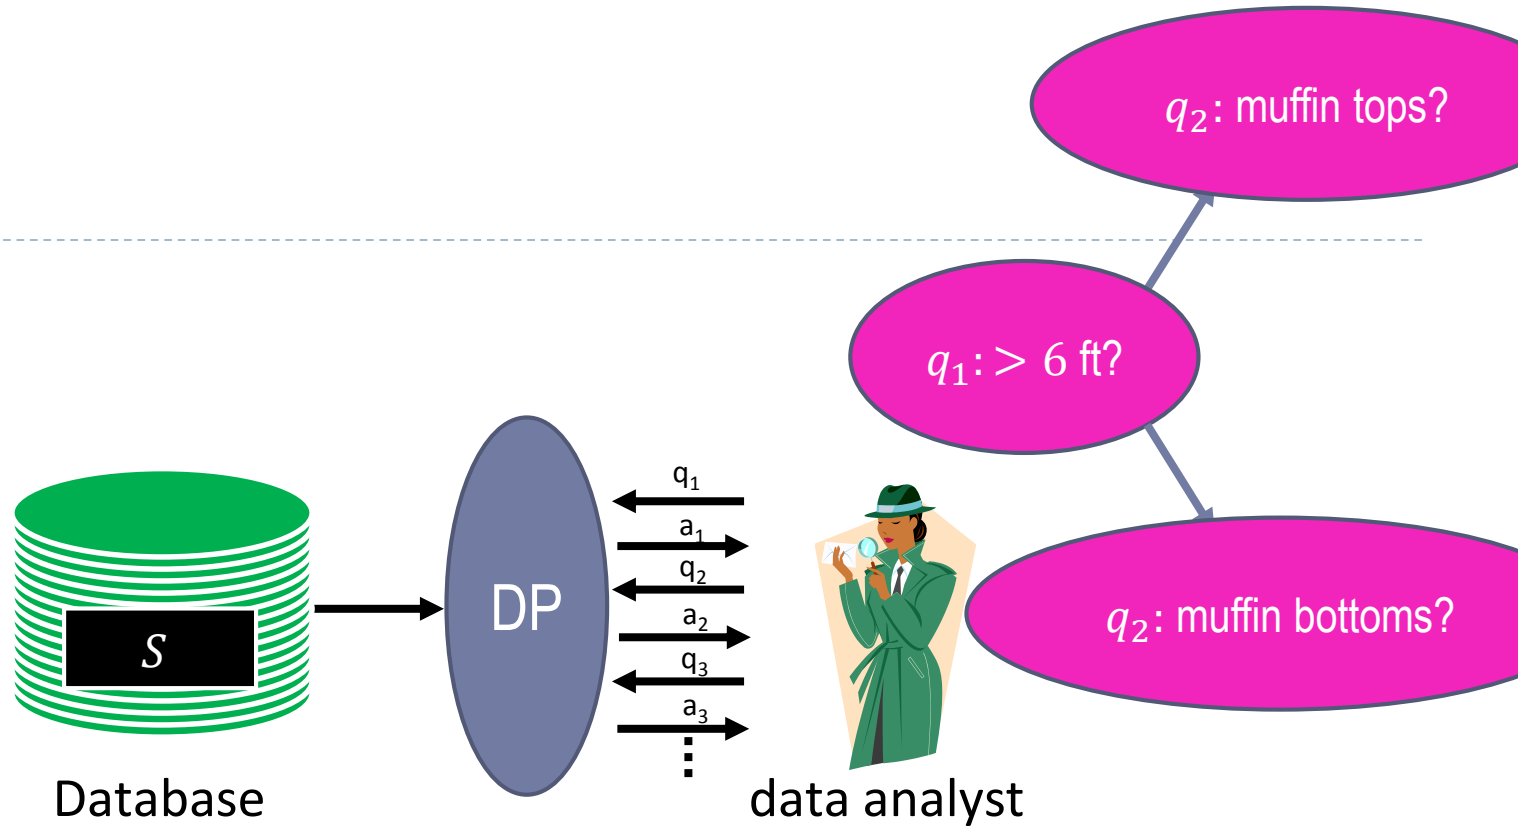 q₂: muffin tops?
q₁: > 6 ft?
q₁
a₁
q₂
a₂
q₃
a₃
⋮
DP
S
q₂: muffin bottoms?
Database
data analyst